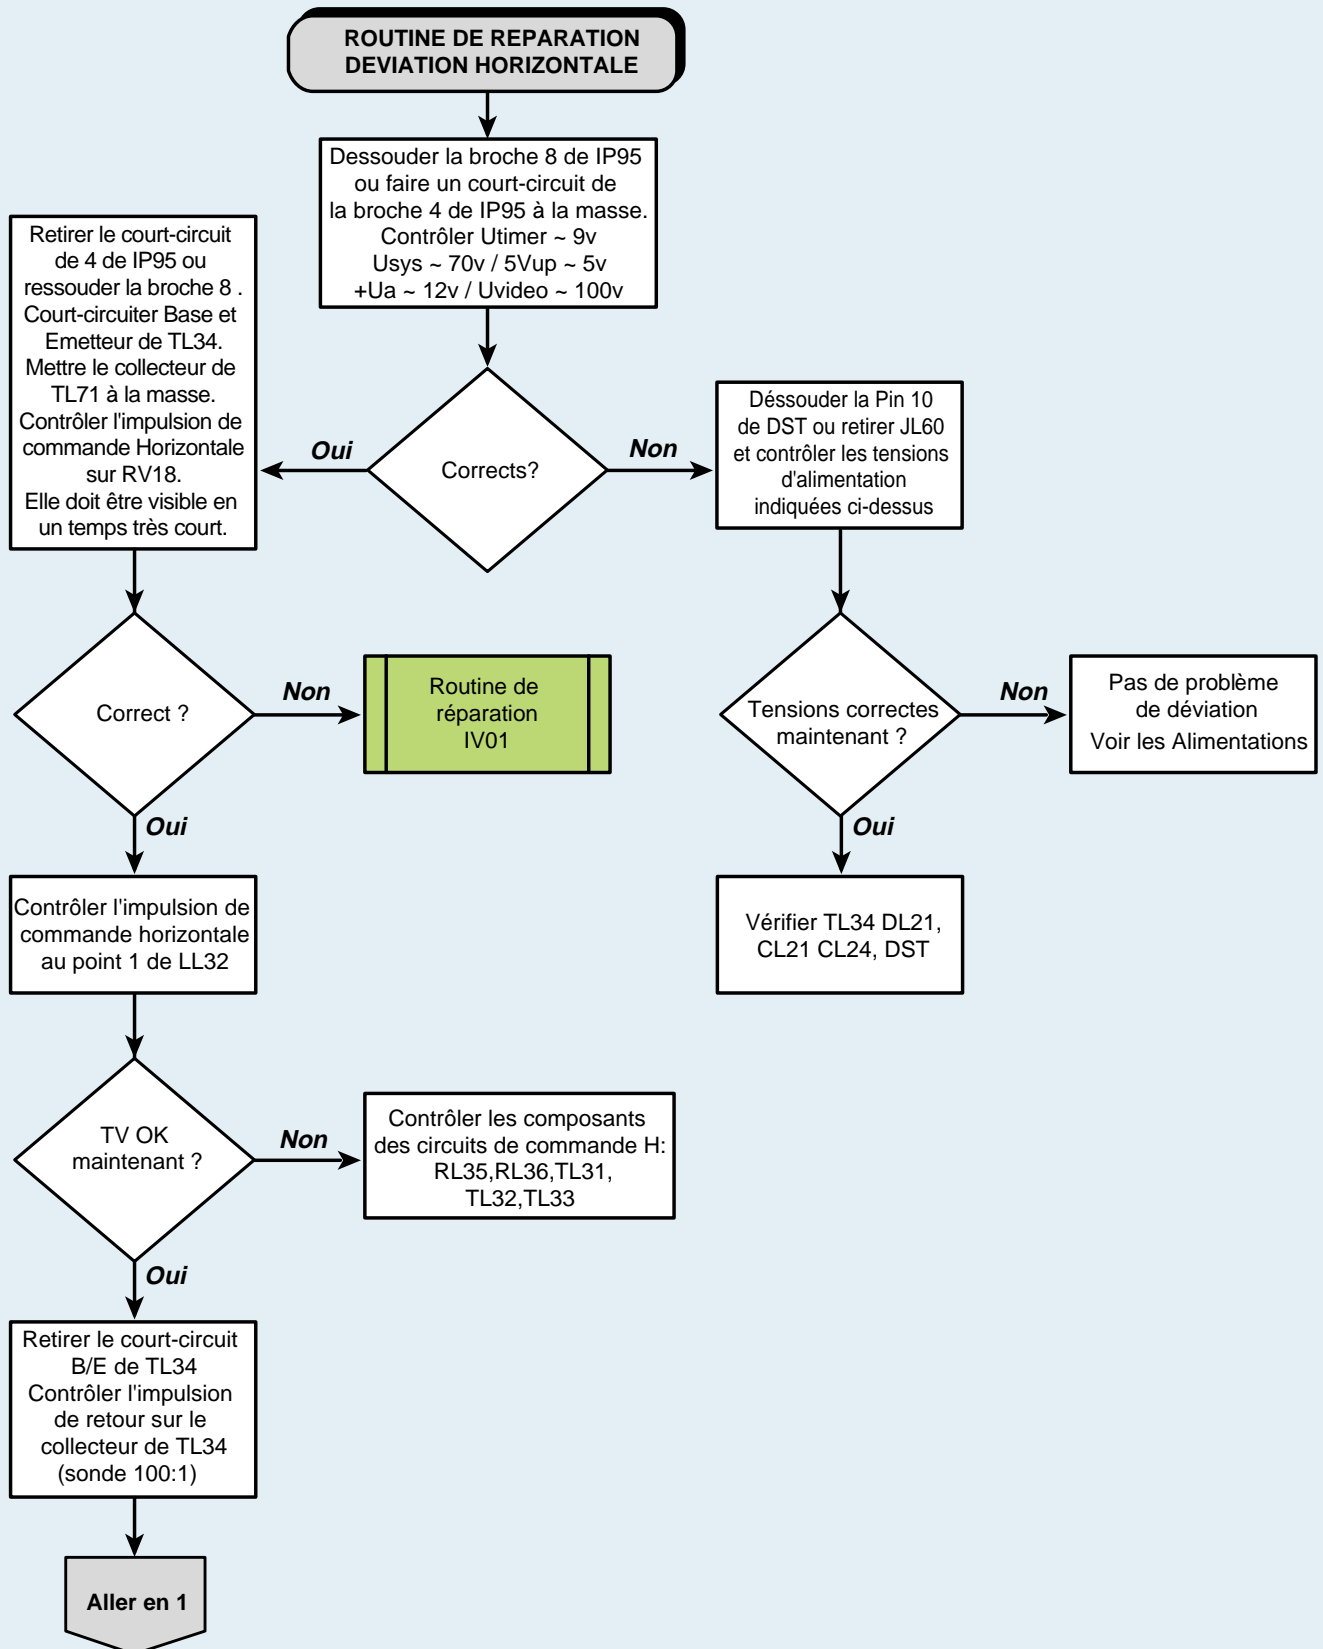 ROUTINE DE REPARATION
DEVIATION HORIZONTALE
Dessouder la broche 8 de IP95
ou faire un court-circuit de
la broche 4 de IP95 à la masse.
Contrôler Utimer ~ 9v
Usys ~ 70v / 5Vup ~ 5v
+Ua ~ 12v / Uvideo ~ 100v
Corrects?
Oui
Non
Retirer le court-circuit
de 4 de IP95 ou
ressouder la broche 8 .
Court-circuiter Base et
Emetteur de TL34.
Mettre le collecteur de
TL71 à la masse.
Contrôler l'impulsion de
commande Horizontale
sur RV18.
Elle doit être visible en
un temps très court.
Déssouder la Pin 10
de DST ou retirer JL60
et contrôler les tensions
d'alimentation
indiquées ci-dessus
Correct ?
Non
Routine de
réparation
IV01
Tensions correctes
maintenant ?
Non
Pas de problème
de déviation
Voir les Alimentations
Oui
Oui
Contrôler l'impulsion de
commande horizontale
au point 1 de LL32
Vérifier TL34 DL21,
CL21 CL24, DST
TV OK
maintenant ?
Non
Contrôler les composants
des circuits de commande H:
RL35,RL36,TL31,
TL32,TL33
Oui
Retirer le court-circuit
B/E de TL34
Contrôler l'impulsion
de retour sur le
collecteur de TL34
(sonde 100:1)
Aller en 1